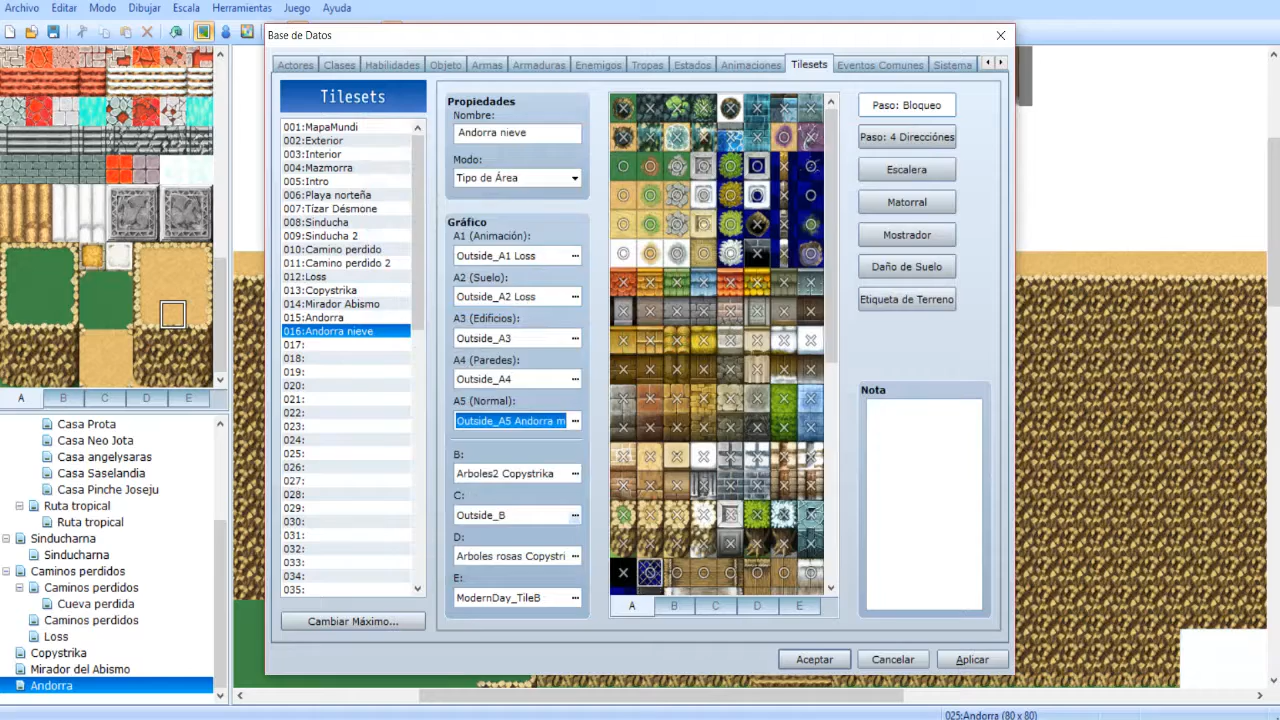 Archivo Editar Modo Dibujar Escala Herramientas Juego Ayuda
Base de Datos
Actores Clases Habilidades Objeto Armas Armaduras Enemigos Tropas Estados Animaciones Tilesets Eventos Comunes Sistema
Tilesets
001:MapaMundi
002:Exterior
003:Interior
004:Mazmorra
005:Intro
006:Playa norteña
007:Tízar Désmone
008:Sinducha
009:Sinducha 2
010:Camino perdido
011:Camino perdido 2
012:Loss
013:Copystrika
014:Mirador Abismo
015:Andorra
016:Andorra nieve
017:
018:
019:
020:
021:
022:
023:
024:
025:
026:
027:
028:
029:
030:
031:
032:
033:
034:
035:
Cambiar Máximo...
Propiedades
Nombre:
Andorra nieve
Modo:
Tipo de Área
Gráfico
A1 (Animación):
Outside_A1 Loss
A2 (Suelo):
Outside_A2 Loss
A3 (Edificios):
Outside_A3
A4 (Paredes):
Outside_A4
A5 (Normal):
Outside_A5 Andorra m
B:
Arboles2 Copystrika
C:
Outside_B
D:
Arboles rosas Copystri
E:
ModernDay_TileB
A B C D E
Paso: Bloqueo
Paso: 4 Direcciónes
Escalera
Matorral
Mostrador
Daño de Suelo
Etiqueta de Terreno
Nota
Aceptar Cancelar Aplicar
A B C D E
Casa Prota
Casa Neo Jota
Casa angelysaras
Casa Saselandia
Casa Pinche Joseju
Ruta tropical
Ruta tropical
Sinducharna
Sinducharna
Caminos perdidos
Caminos perdidos
Cueva perdida
Caminos perdidos
Loss
Copystrika
Mirador del Abismo
Andorra
025:Andorra (80 x 80)